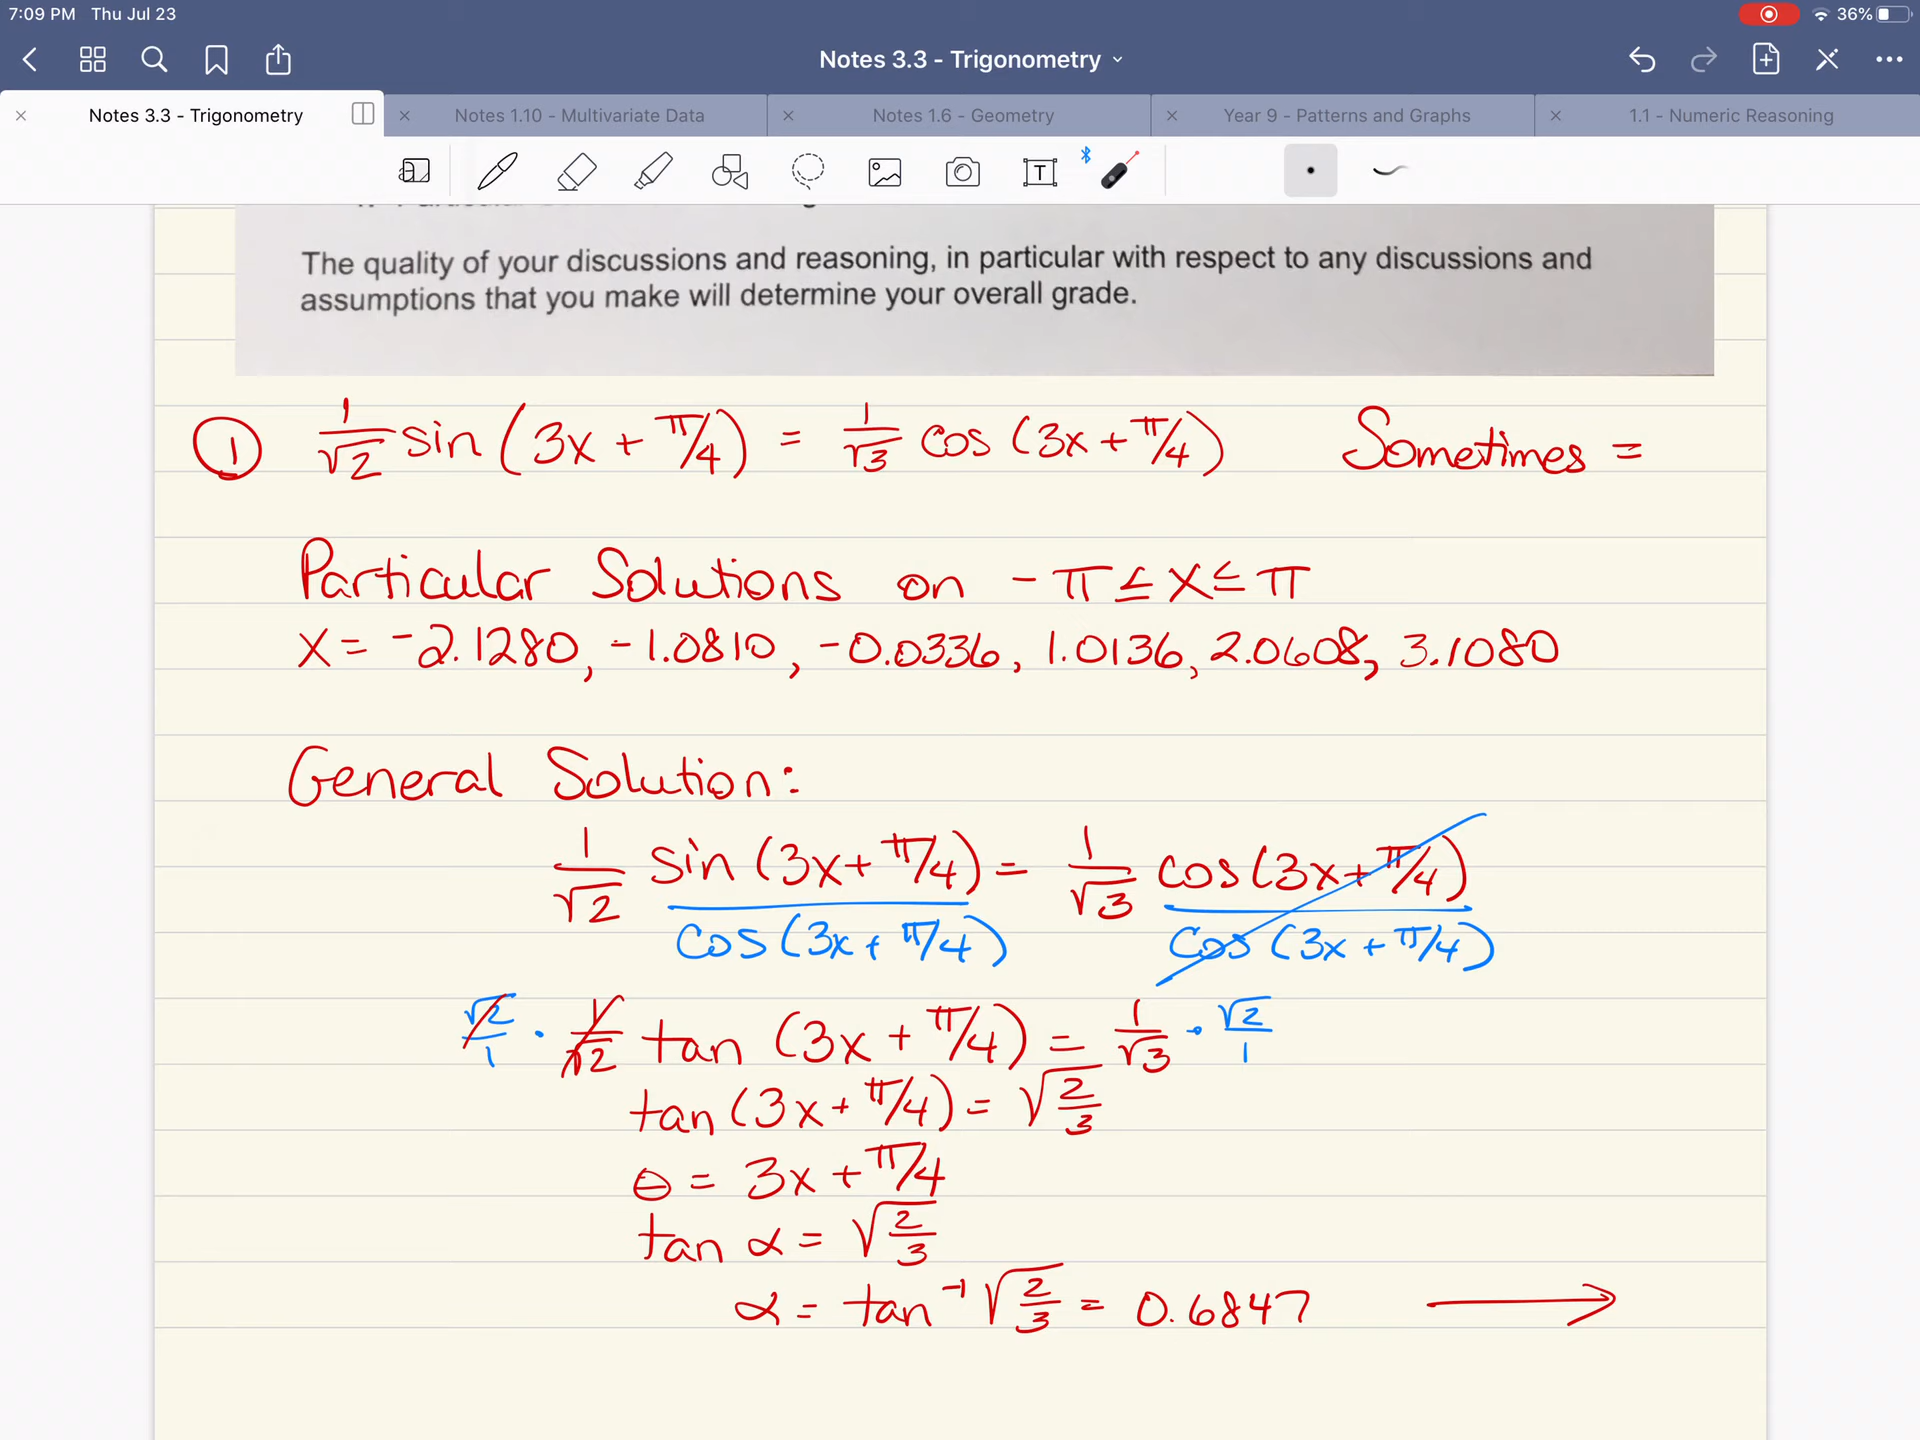 7:09 PM Thu Jul 23
36%
Notes 3.3 - Trigonometry
Notes 3.3 - Trigonometry
Notes 1.10 - Multivariate Data
Notes 1.6 - Geometry
Year 9 - Patterns and Graphs
1.1 - Numeric Reasoning
The quality of your discussions and reasoning, in particular with respect to any discussions and
assumptions that you make will determine your overall grade.
① 1/√2 sin (3x + π/4) = 1/√3 cos (3x + π/4) Sometimes =
Particular Solutions on -π ≤ x ≤ π
x = -2.1280, -1.0810, -0.0336, 1.0136, 2.0608, 3.1080
General Solution:
1/√2 sin (3x + π/4) = 1/√3 cos (3x + π/4)
cos (3x + π/4) cos (3x + π/4)
√2/1 · 1/√2 tan (3x + π/4) = 1/√3 · √2/1
tan (3x + π/4) = √2/3
θ = 3x + π/4
tan α = √2/3
α = tan⁻¹ √2/3 = 0.6847 →